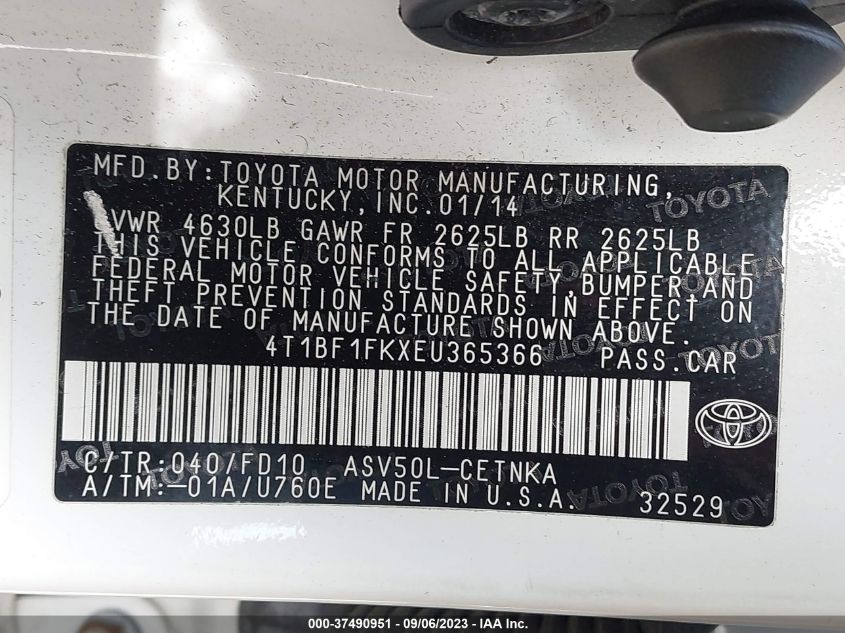 MFD.BY:TOYOTA MOTOR MANUFACTURING,
KENTUCKY, INC.01/14
GVWR 4630LB GAWR FR 2625LB RR 2625LB
THIS VEHICLE CONFORMS TO ALL APPLICABLE
FEDERAL MOTOR VEHICLE SAFETY,BUMPER AND
THEFT PREVENTION STANDARDS IN EFFECT ON
THE DATE OF MANUFACTURE SHOWN ABOVE.
4T1BF1FKXEU365366 PASS.CAR
C/TR:040/FD10 ASV50L-CETNKA
A/TM:-01A/U760E MADE IN U.S.A. 32529
TOYOTA
000-37490951 - 09/06/2023 - IAAI